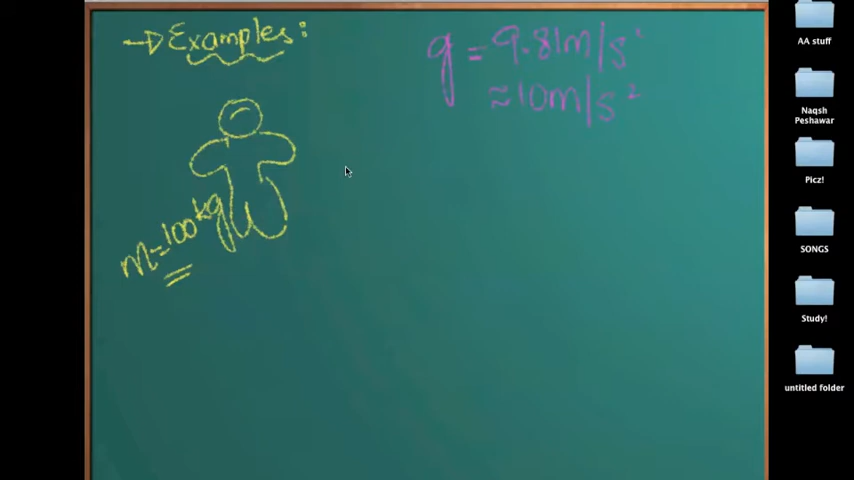 → Examples:
g = 9.81m/s²
≈10m/s²
m=100kg
AA stuff
Naqsh
Peshawar
Picz!
SONGS
Study!
untitled folder